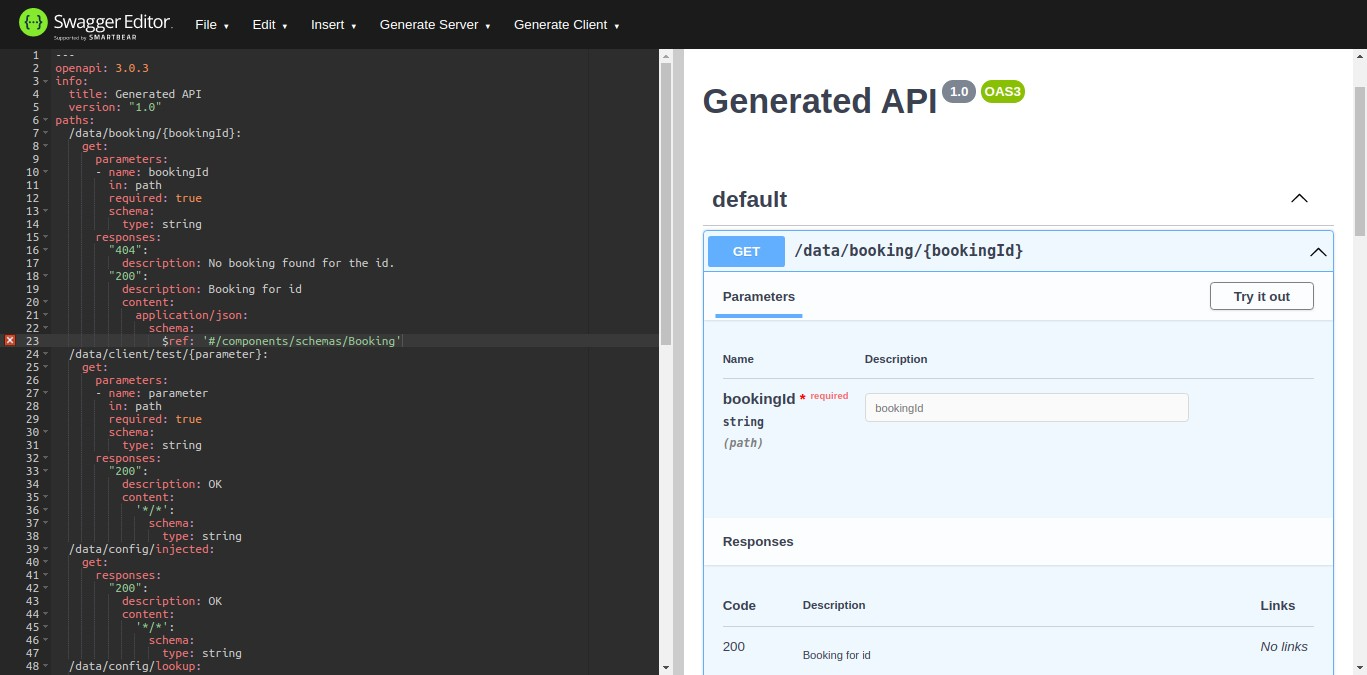 Swagger Editor.
Supported by SMARTBEAR
File Edit Insert Generate Server Generate Client
1 ---
2 openapi: 3.0.3
3 info:
4 title: Generated API
5 version: "1.0"
6 paths:
7 /data/booking/{bookingId}:
8 get:
9 parameters:
10 - name: bookingId
11 in: path
12 required: true
13 schema:
14 type: string
15 responses:
16 "404":
17 description: No booking found for the id.
18 "200":
19 description: Booking for id
20 content:
21 application/json:
22 schema:
23 $ref: '#/components/schemas/Booking'
24 /data/client/test/{parameter}:
25 get:
26 parameters:
27 - name: parameter
28 in: path
29 required: true
30 schema:
31 type: string
32 responses:
33 "200":
34 description: OK
35 content:
36 '*/*':
37 schema:
38 type: string
39 /data/config/injected:
40 get:
41 responses:
42 "200":
43 description: OK
44 content:
45 '*/*':
46 schema:
47 type: string
48 /data/config/lookup:
Generated API 1.0 OAS3
default
GET /data/booking/{bookingId}
Parameters Try it out
Name Description
bookingId * required
string
(path)
bookingId
Responses
Code Description Links
200 Booking for id No links